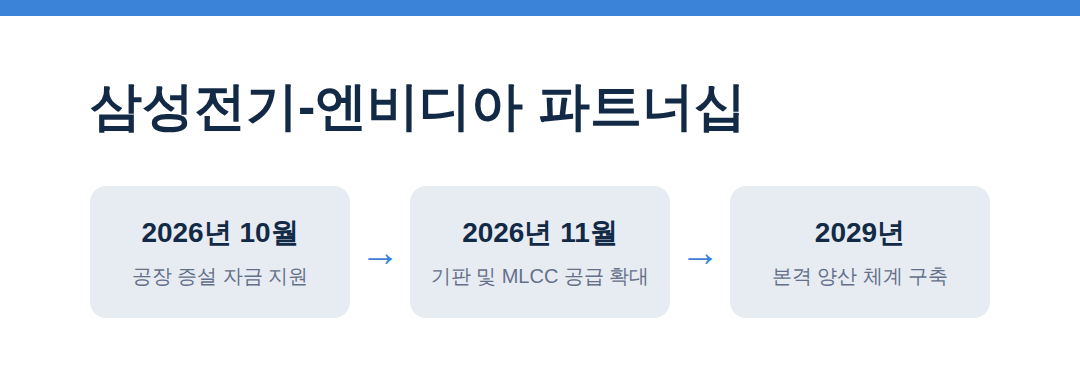 삼성전기-엔비디아 파트너십
2026년 10월
공장 증설 자금 지원
→
2026년 11월
기판 및 MLCC 공급 확대
→
2029년
본격 양산 체계 구축